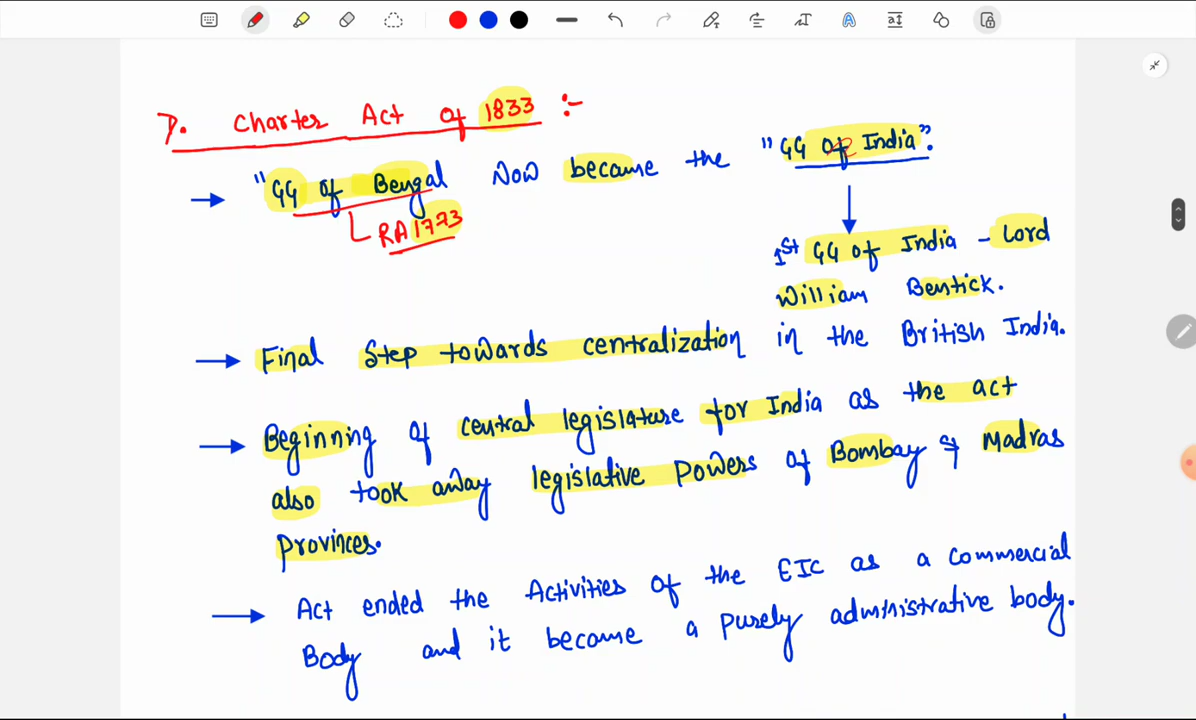 D. Charter Act of 1833 :-
→ "GG of Bengal Now became the "GG of India".
RA 1773
1st GG of India - Lord
William Bentick.
→ Final Step towards centralization in the British India.
→ Beginning of central legislature for India as the act
also took away legislative Powers of Bombay & Madras
Provinces.
→ Act ended the Activities of the EIC as a commercial
Body and it became a purely administrative body.